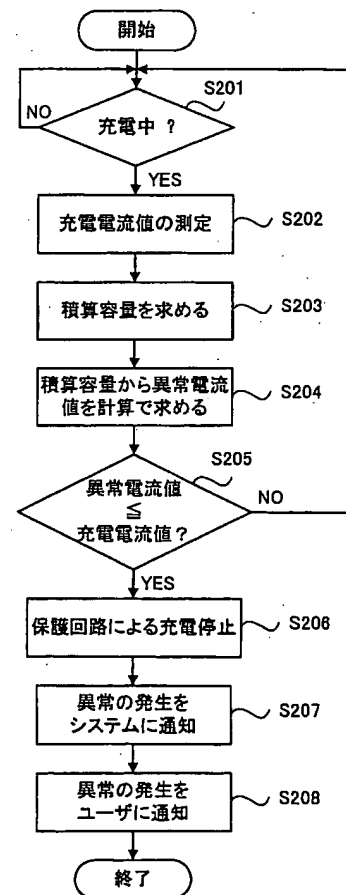 開始
S201
NO
充電中 ?
YES
充電電流値の測定
S202
積算容量を求める
S203
積算容量から異常電流
値を計算で求める
S204
S205
異常電流値
≦
充電電流値?
NO
YES
保護回路による充電停止
S206
異常の発生を
システムに通知
S207
異常の発生を
ユーザに通知
S208
終了